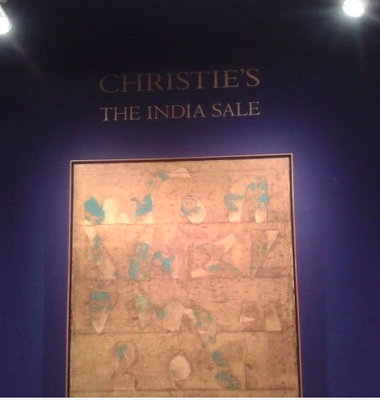 CHRISTIE'S
THE INDIA SALE